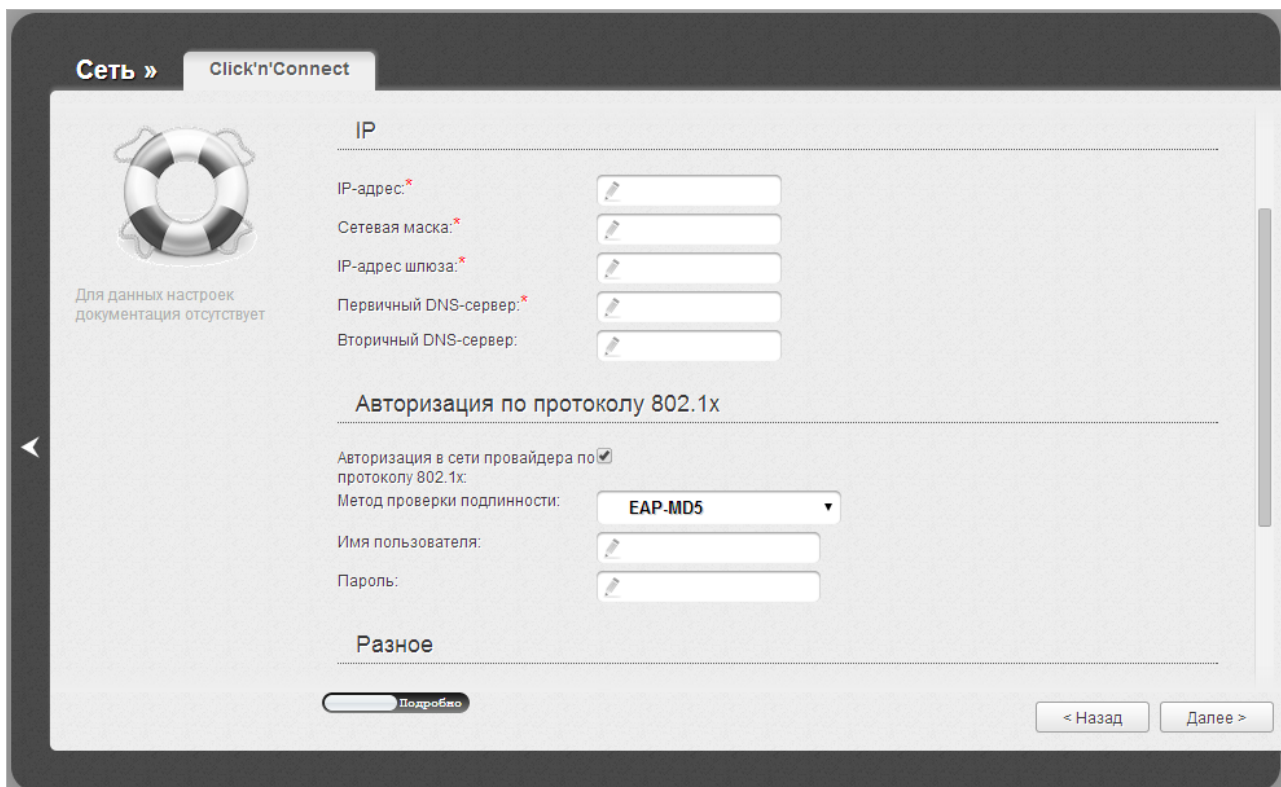 Сеть »
Click'n'Connect
Для данных настроек
документация отсутствует
IP
IP-адрес:*
Сетевая маска:*
IP-адрес шлюза:*
Первичный DNS-сервер:*
Вторичный DNS-сервер:
Авторизация по протоколу 802.1x
Авторизация в сети провайдера по
протоколу 802.1x:
Метод проверки подлинности:
EAP-MD5
Имя пользователя:
Пароль:
Разное
Подробно
< Назад
Далее >